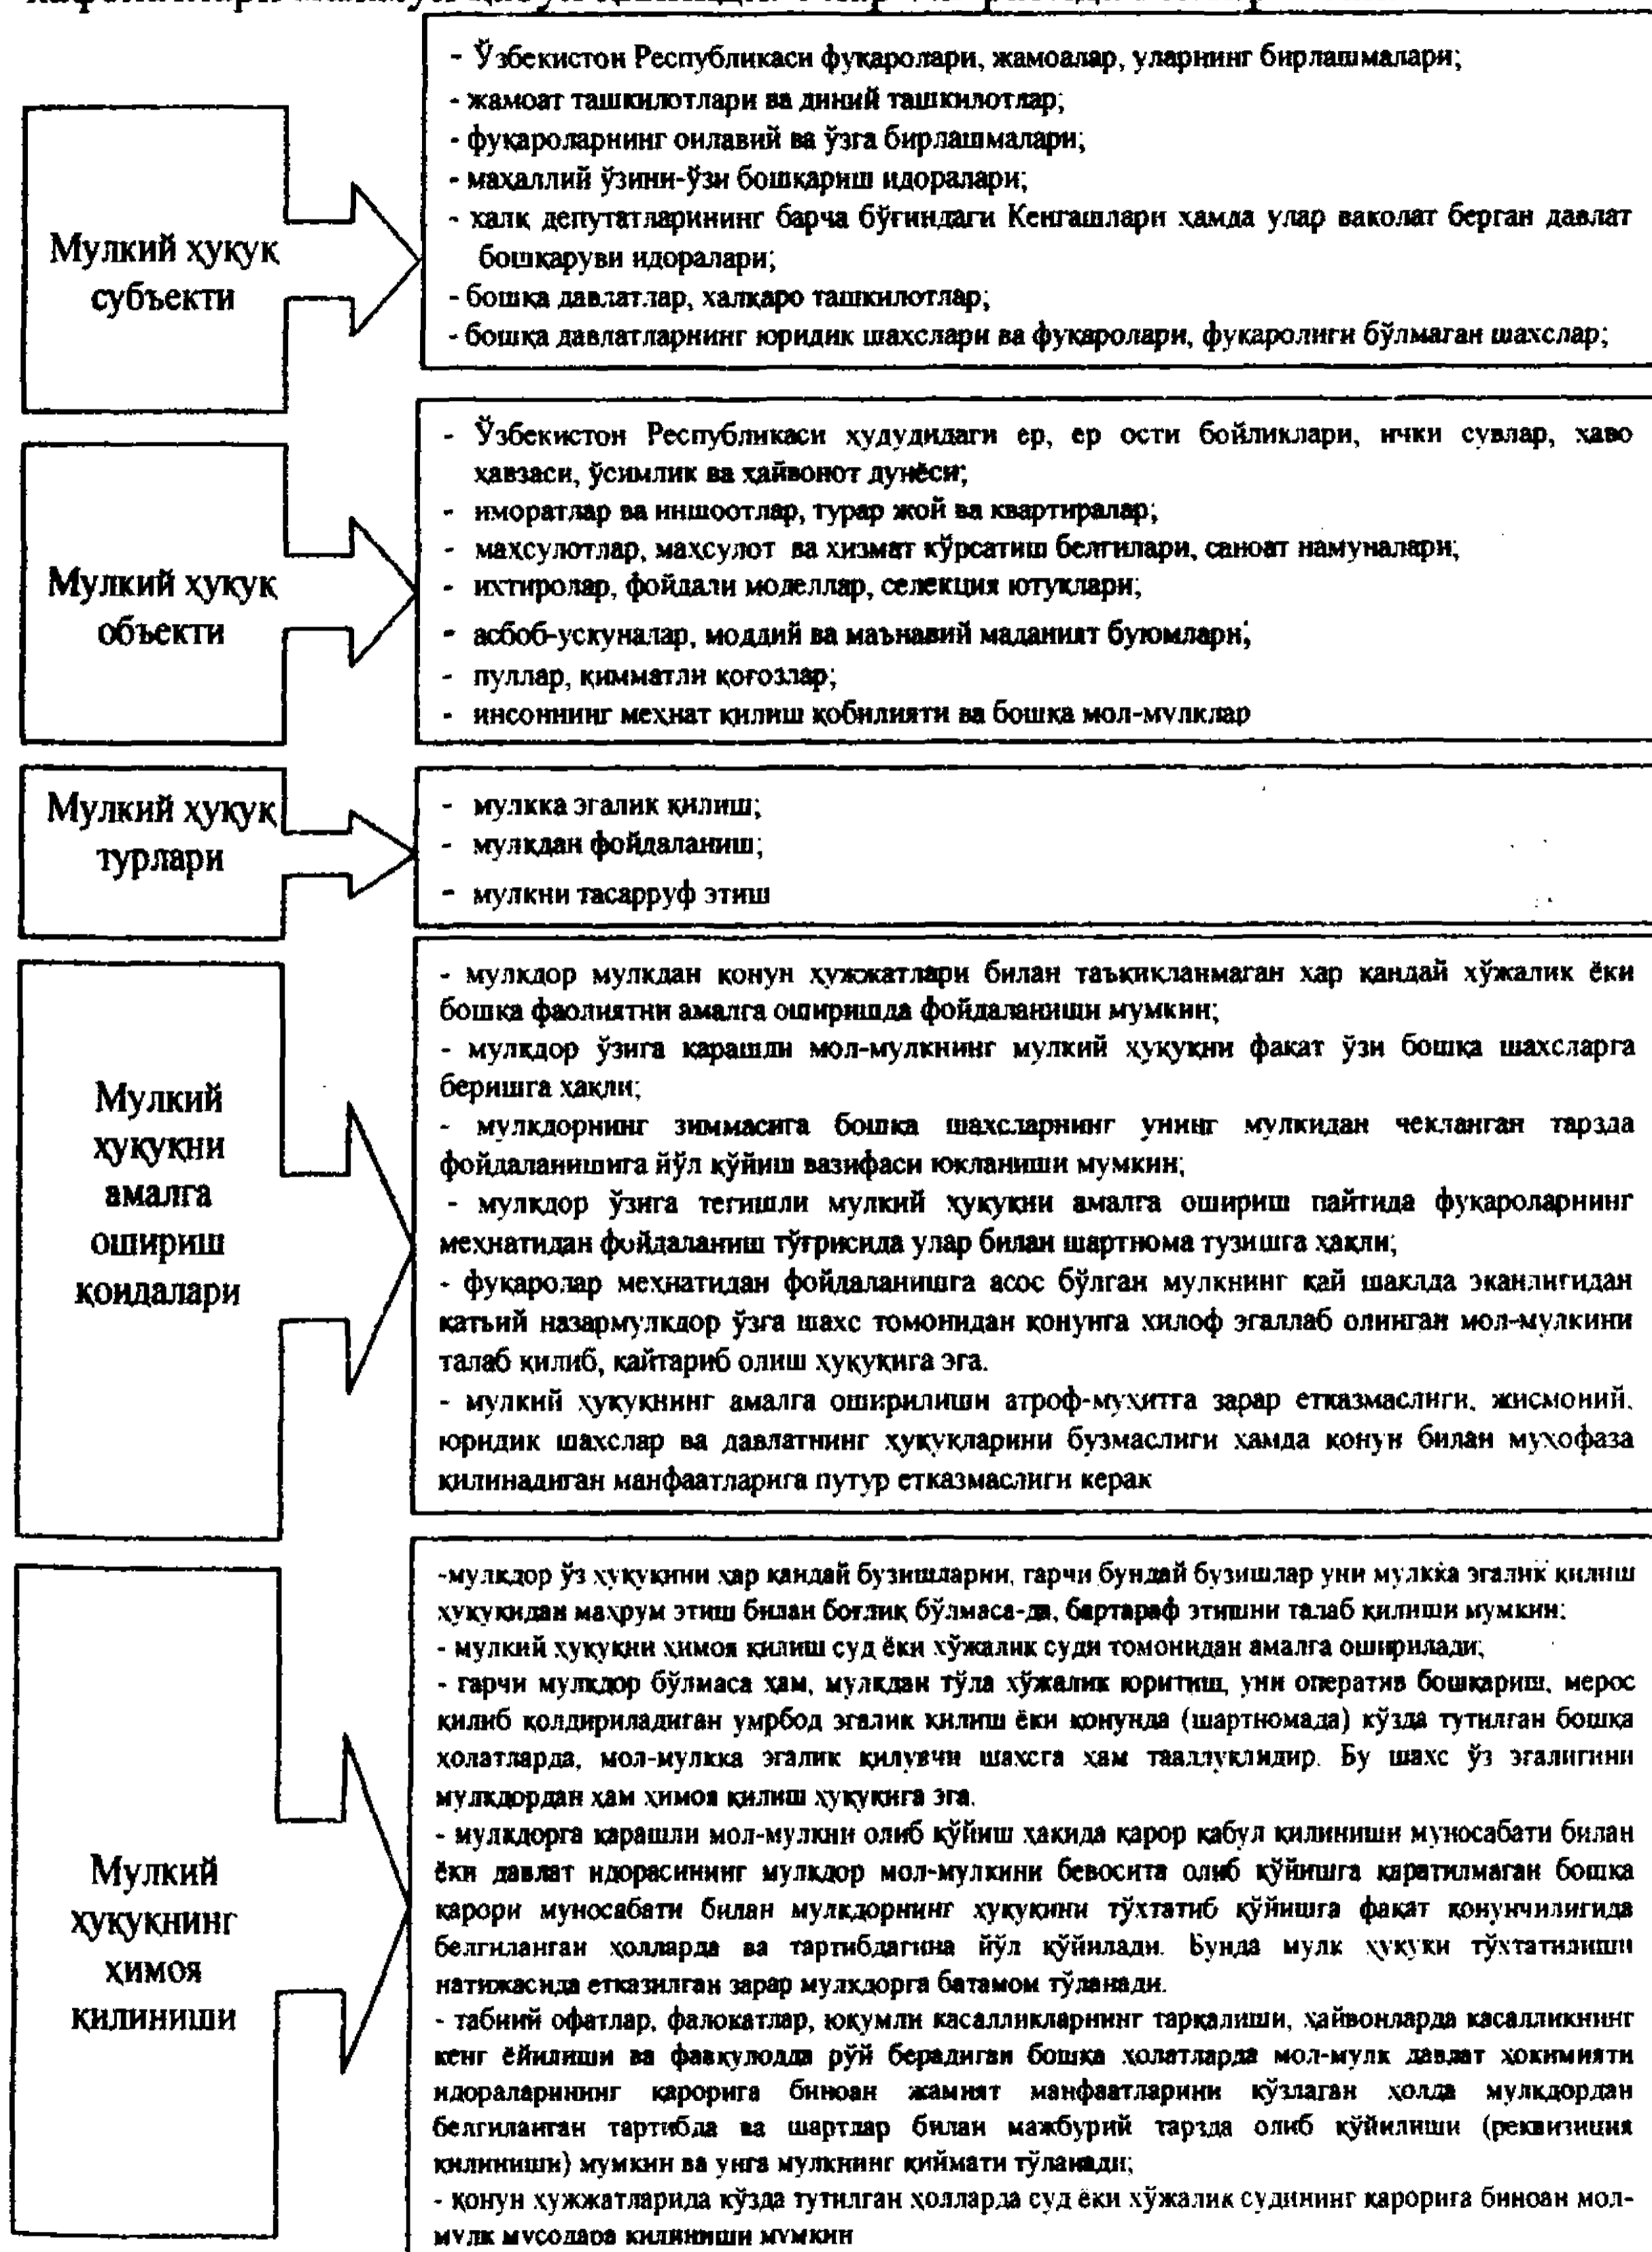 Мулкий ҳуқуқ
субъекти
- Ўзбекистон Республикаси фуқаролари, жамоалар, уларнинг бирлашмалари;
- жамоат ташкилотлари ва диний ташкилотлар;
- фуқароларнинг оилавий ва ўзга бирлашмалари;
- маҳаллий ўзини-ўзи бошқариш идоралари;
- халқ депутатларининг барча бўғиндаги Кенгашлари ҳамда улар ваколат берган давлат
бошқаруви идоралари;
- бошқа давлатлар, халқаро ташкилотлар;
- бошқа давлатларнинг юридик шахслари ва фуқаролари, фуқаролиги бўлмаган шахслар;
Мулкий ҳуқуқ
объекти
- Ўзбекистон Республикаси ҳудудидаги ер, ер ости бойликлари, ички сувлар, ҳаво
ҳавзаси, ўсимлик ва ҳайвонот дунёси;
- иморатлар ва иншоотлар, турар жой ва квартиралар;
- маҳсулотлар, маҳсулот ва хизмат кўрсатиш белгилари, саноат намуналари;
- ихтиролар, фойдали моделлар, селекция ютуқлари;
- асбоб-ускуналар, моддий ва маънавий маданият буюмлари;
- пуллар, қимматли қоғозлар;
- инсоннинг меҳнат қилиш қобилияти ва бошқа мол-мулклар
Мулкий ҳуқуқ
турлари
- мулкка эгалик қилиш;
- мулкдан фойдаланиш;
- мулкни тасарруф этиш
Мулкий
ҳуқуқни
амалга
ошириш
қоидалари
- мулкдор мулкдан қонун ҳужжатлари билан таъқиқланмаган ҳар қандай хўжалик ёки
бошқа фаолиятни амалга оширишда фойдаланиши мумкин;
- мулкдор ўзига қарашли мол-мулкнинг мулкий ҳуқуқни фақат ўзи бошқа шахсларга
беришга ҳақли;
- мулкдорнинг зиммасига бошқа шахсларнинг унинг мулкидан чекланган тарзда
фойдаланишига йўл қўйиш вазифаси юкланиши мумкин;
- мулкдор ўзига тегишли мулкий ҳуқуқни амалга ошириш пайтида фуқароларнинг
меҳнатидан фойдаланиш тўғрисида улар билан шартнома тузишга ҳақли;
- фуқаролар меҳнатидан фойдаланишга асос бўлган мулкнинг қай шаклда эканлигидан
қатъий назармулкдор ўзга шахс томонидан қонунга хилоф эгаллаб олинган мол-мулкини
талаб қилиб, қайтариб олиш ҳуқуқига эга.
- мулкий ҳуқуқнинг амалга оширилиши атроф-муҳитга зарар етказмаслиги, жисмоний,
юридик шахслар ва давлатнинг ҳуқуқларини бузмаслиги ҳамда қонун билан муҳофаза
қилинадиган манфаатларига путур етказмаслиги керак
Мулкий
ҳуқуқнинг
ҳимоя
қилиниши
-мулкдор ўз ҳуқуқини ҳар қандай бузишларни, гарчи бундай бузишлар уни мулкка эгалик қилиш
ҳуқуқидан маҳрум этиш билан боғлиқ бўлмаса-да, бартараф этишни талаб қилиши мумкин;
- мулкий ҳуқуқни ҳимоя қилиш суд ёки хўжалик суди томонидан амалга оширилади;
- гарчи мулкдор бўлмаса ҳам, мулкдан тўла хўжалик юритиш, уни оператив бошқариш, мерос
қилиб қолдириладиган умрбод эгалик қилиш ёки қонунда (шартномада) кўзда тутилган бошқа
ҳолатларда, мол-мулкка эгалик қилувчи шахсга ҳам тааллуқлидир. Бу шахс ўз эгалигини
мулкдордан ҳам ҳимоя қилиш ҳуқуқига эга.
- мулкдорга қарашли мол-мулкни олиб қўйиш ҳақида қарор қабул қилиниши муносабати билан
ёки давлат идорасининг мулкдор мол-мулкини бевосита олиб қўйишга қаратилмаган бошқа
қарори муносабати билан мулкдорнинг ҳуқуқини тўхтатиб қўйишга фақат қонунчилигида
белгиланган ҳолларда ва тартибдагина йўл қўйилади. Бунда мулк ҳуқуқи тўхтатилиши
натижасида етказилган зарар мулкдорга батамом тўланади.
- табиий офатлар, фалокатлар, юқумли касалликларнинг тарқалиши, ҳайвонларда касалликнинг
кенг ёйилиши ва фавқулодда рўй берадиган бошқа ҳолатларда мол-мулк давлат ҳокимияти
идораларининг қарорига биноан жамият манфаатларини кўзлаган ҳолда мулкдордан
белгиланган тартибда ва шартлар билан мажбурий тарзда олиб қўйилиши (реквизиция
қилиниши) мумкин ва унга мулкнинг қиймати тўланади;
- қонун ҳужжатларида кўзда тутилган ҳолларда суд ёки хўжалик судининг қарорига биноан мол-
мулк мусодара қилиниши мумкин